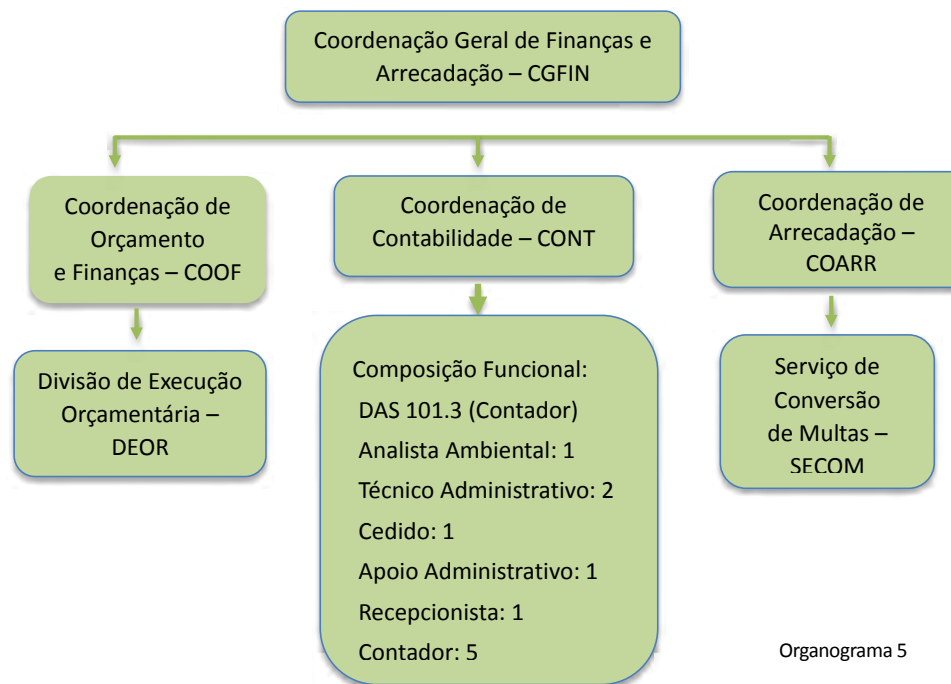 Coordenação Geral de Finanças e
Arrecadação – CGFIN
Coordenação de
Orçamento
e Finanças – COOF
Coordenação de
Contabilidade – CONT
Coordenação de
Arrecadação –
COARR
Divisão de Execução
Orçamentária –
DEOR
Composição Funcional:
DAS 101.3 (Contador)
Analista Ambiental: 1
Técnico Administrativo: 2
Cedido: 1
Apoio Administrativo: 1
Recepcionista: 1
Contador: 5
Serviço de
Conversão
de Multas –
SECOM
Organograma 5